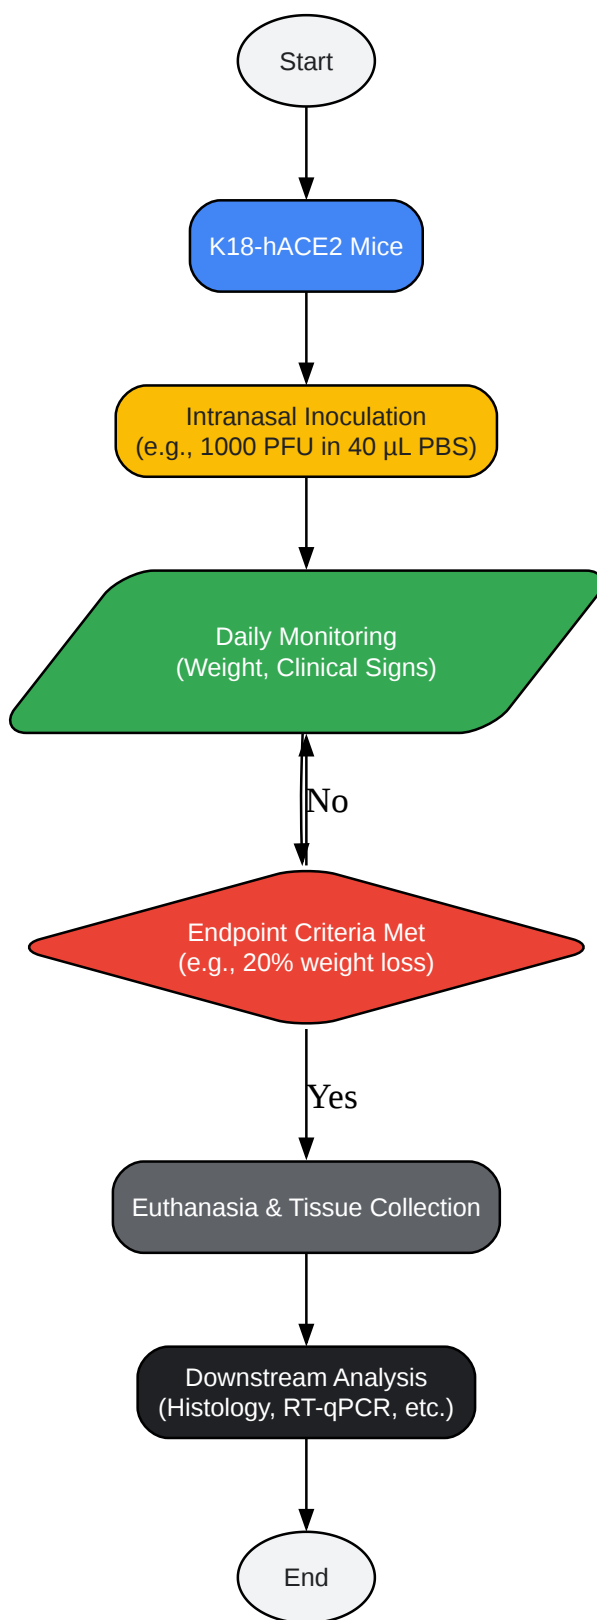 Start
K18-hACE2 Mice
Intranasal Inoculation
(e.g., 1000 PFU in 40 µL PBS)
Daily Monitoring
(Weight, Clinical Signs)
No
Endpoint Criteria Met
(e.g., 20% weight loss)
Yes
Euthanasia & Tissue Collection
Downstream Analysis
(Histology, RT-qPCR, etc.)
End